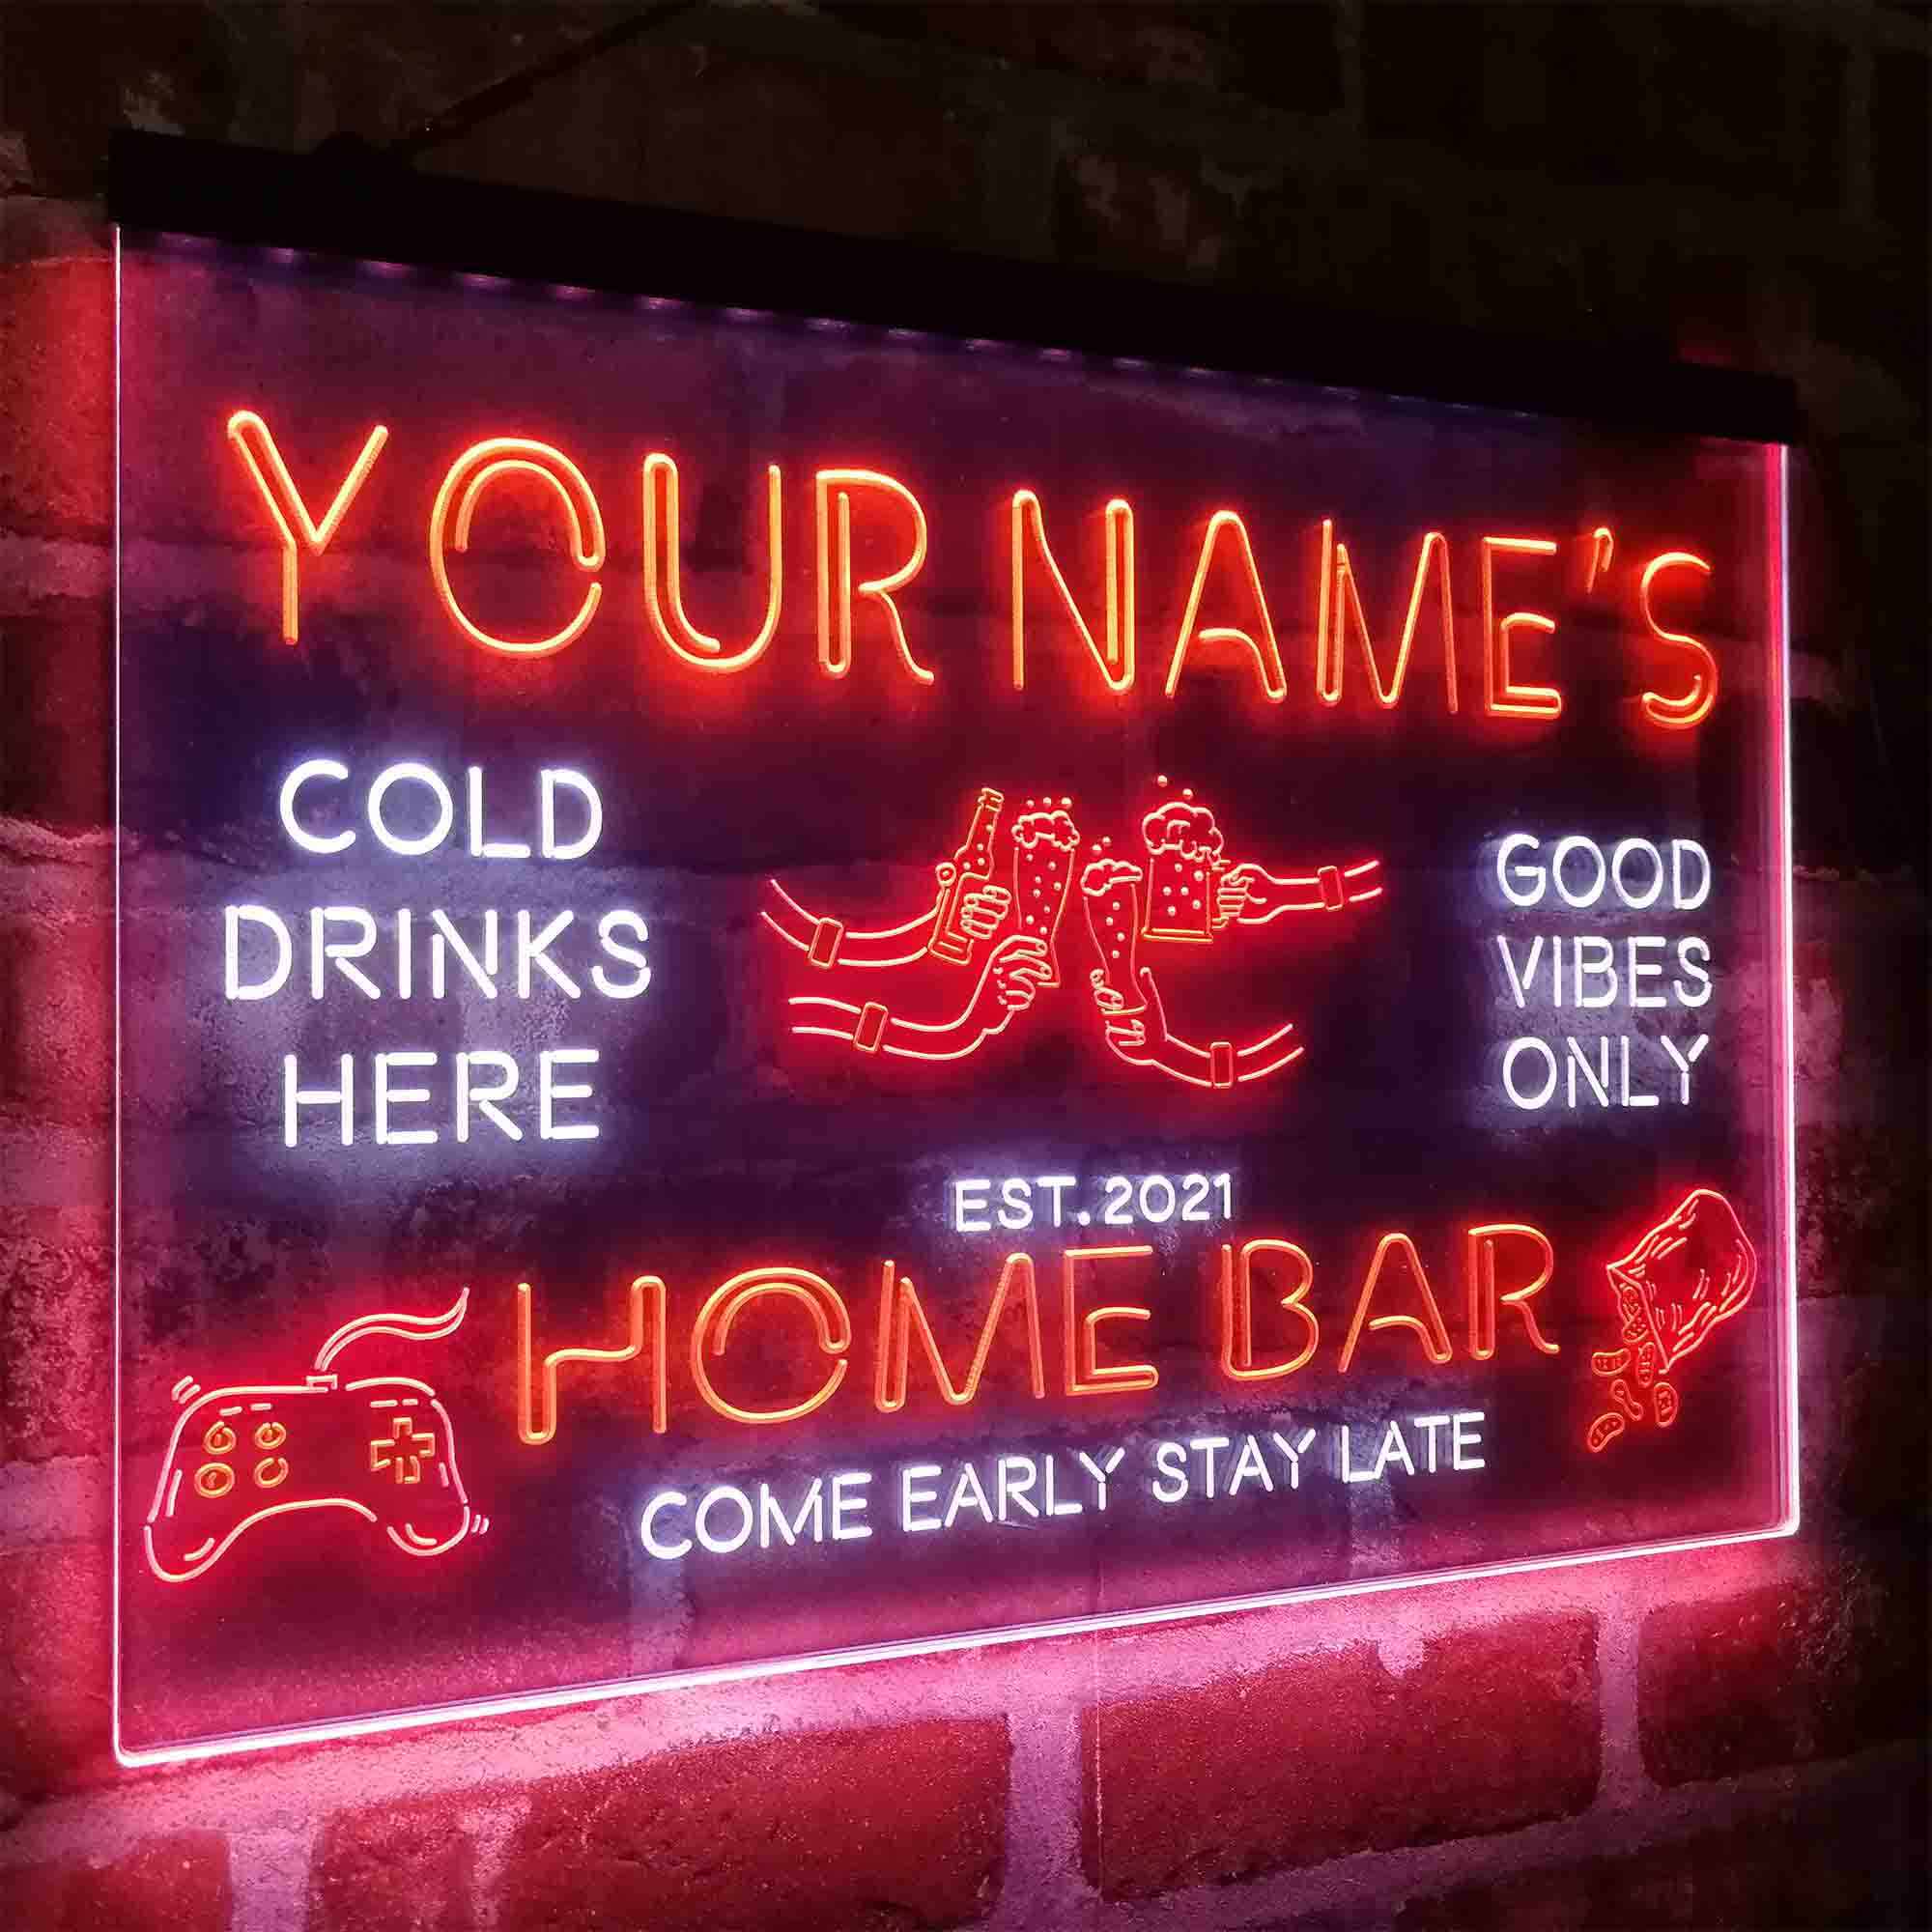 YOUR NAME'S
COLD
DRINKS
HERE
GOOD
VIBES
ONLY
EST.2021
HOME BAR
COME EARLY STAY LATE